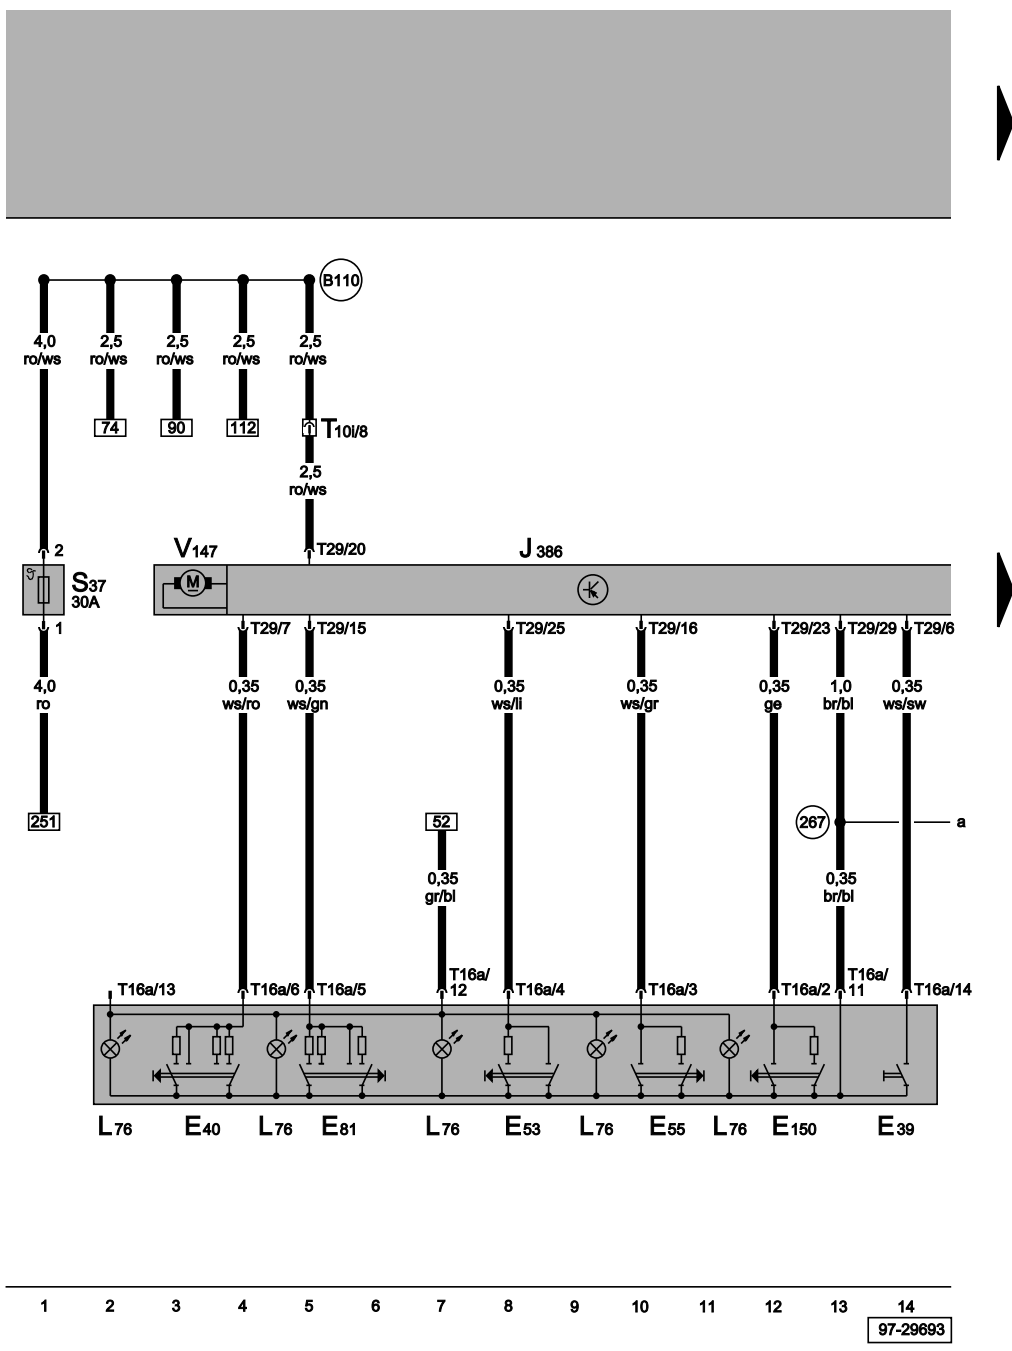 B110
4,0 2,5 2,5 2,5 2,5
ro/ws ro/ws ro/ws ro/ws ro/ws
74 90 112 T10i/8
2,5
ro/ws
2 V147 T29/20 J386
S37
30A
M
1 T29/7 T29/15 T29/25 T29/16 T29/23 T29/29 T29/6
4,0 0,35 0,35 0,35 0,35 0,35 1,0 0,35
ro ws/ro ws/gn ws/li ws/gr ge br/bl ws/sw
251 52 267 a
0,35 0,35
gr/bl br/bl
T16a/13 T16a/6 T16a/5 T16a/12 T16a/4 T16a/3 T16a/2 T16a/11 T16a/14
L76 E40 L76 E81 L76 E53 L76 E55 L76 E150 E39
1 2 3 4 5 6 7 8 9 10 11 12 13 14
97-29693